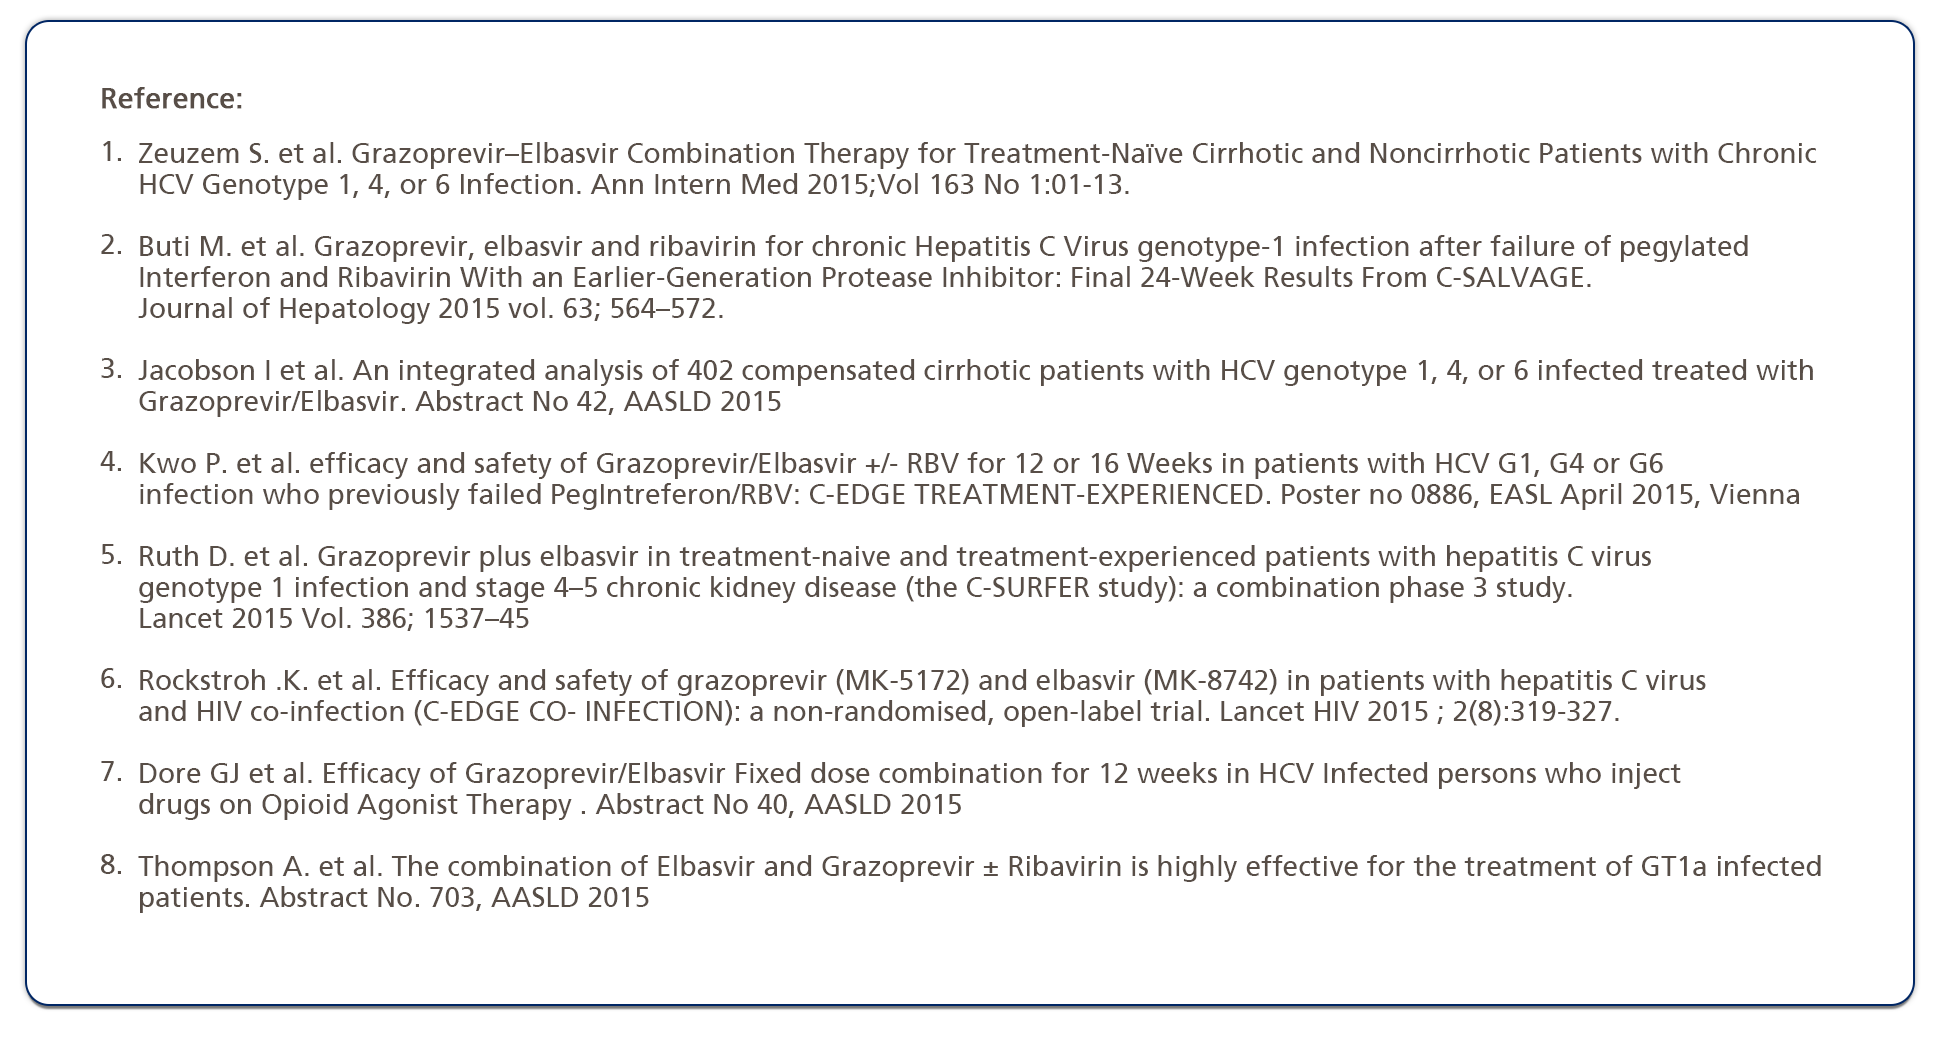 Reference:
1. Zeuzem S. et al. Grazoprevir–Elbasvir Combination Therapy for Treatment-Naïve Cirrhotic and Noncirrhotic Patients with Chronic
HCV Genotype 1, 4, or 6 Infection. Ann Intern Med 2015;Vol 163 No 1:01-13.
2. Buti M. et al. Grazoprevir, elbasvir and ribavirin for chronic Hepatitis C Virus genotype-1 infection after failure of pegylated
Interferon and Ribavirin With an Earlier-Generation Protease Inhibitor: Final 24-Week Results From C-SALVAGE.
Journal of Hepatology 2015 vol. 63; 564–572.
3. Jacobson I et al. An integrated analysis of 402 compensated cirrhotic patients with HCV genotype 1, 4, or 6 infected treated with
Grazoprevir/Elbasvir. Abstract No 42, AASLD 2015
4. Kwo P. et al. efficacy and safety of Grazoprevir/Elbasvir +/- RBV for 12 or 16 Weeks in patients with HCV G1, G4 or G6
infection who previously failed PegIntreferon/RBV: C-EDGE TREATMENT-EXPERIENCED. Poster no 0886, EASL April 2015, Vienna
5. Ruth D. et al. Grazoprevir plus elbasvir in treatment-naive and treatment-experienced patients with hepatitis C virus
genotype 1 infection and stage 4–5 chronic kidney disease (the C-SURFER study): a combination phase 3 study.
Lancet 2015 Vol. 386; 1537–45
6. Rockstroh .K. et al. Efficacy and safety of grazoprevir (MK-5172) and elbasvir (MK-8742) in patients with hepatitis C virus
and HIV co-infection (C-EDGE CO- INFECTION): a non-randomised, open-label trial. Lancet HIV 2015 ; 2(8):319-327.
7. Dore GJ et al. Efficacy of Grazoprevir/Elbasvir Fixed dose combination for 12 weeks in HCV Infected persons who inject
drugs on Opioid Agonist Therapy . Abstract No 40, AASLD 2015
8. Thompson A. et al. The combination of Elbasvir and Grazoprevir ± Ribavirin is highly effective for the treatment of GT1a infected
patients. Abstract No. 703, AASLD 2015